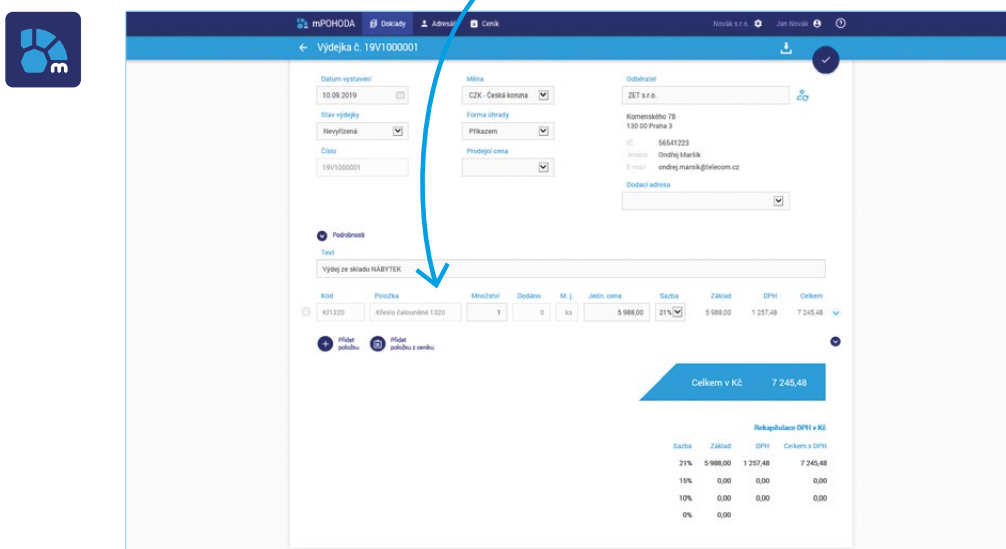 m
mPOHODA Doklady Adresář Ceník Novák s.r.o. Jan Novák
Výdejka č. 19V1000001
Datum vystavení Měna Odběratel
10.09.2019 CZK - Česká koruna ZET s.r.o.
Stav výdejky Forma úhrady Komenského 78
Nevyřízená Příkazem 130 00 Praha 3
Číslo Prodejní cena IČ 56541223
19V1000001 Jméno Ondřej Maršík
E-mail ondrej.marsik@telecom.cz
Dodací adresa
Podrobnosti
Text
Výdej ze skladu NÁBYTEK
Kód Položka Množství Dodáno M. j. Jedn. cena Sazba Základ DPH Celkem
Křeslo čalouněné 1320 1 0 ks 5 988,00 21% 5 988,00 1 257,48 7 245,48
Přidat položku Přidat položku z ceníku
Celkem v Kč 7 245,48
Rekapitulace DPH v Kč
Sazba Základ DPH Celkem s DPH
21% 5 988,00 1 257,48 7 245,48
15% 0,00 0,00 0,00
10% 0,00 0,00 0,00
0% 0,00